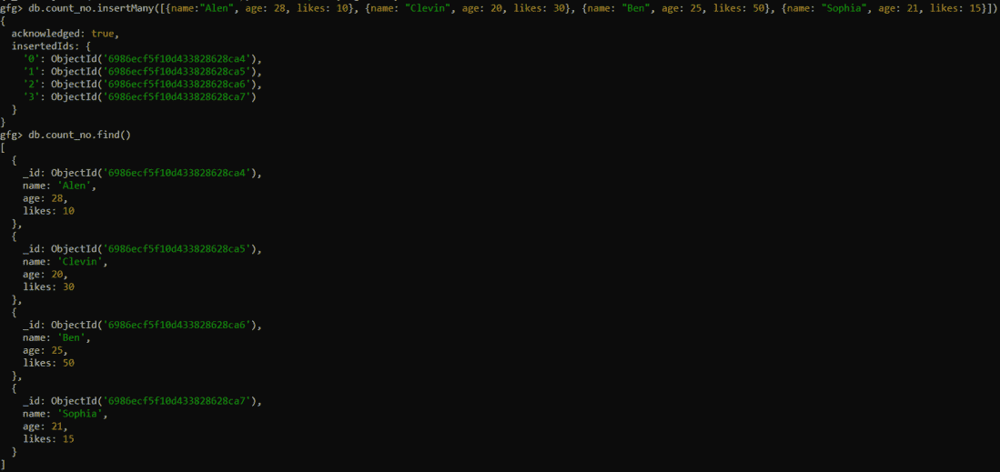 gfg> db.count_no.insertMany([{name:"Alen", age: 28, likes: 10}, {name: "Clevin", age: 20, likes: 30}, {name: "Ben", age: 25, likes: 50}, {name: "Sophia", age: 21, likes: 15}])
{
  acknowledged: true,
  insertedIds: {
    '0': ObjectId('6986ecf5f10d433828628ca4'),
    '1': ObjectId('6986ecf5f10d433828628ca5'),
    '2': ObjectId('6986ecf5f10d433828628ca6'),
    '3': ObjectId('6986ecf5f10d433828628ca7')
  }
}
gfg> db.count_no.find()
[
  {
    _id: ObjectId('6986ecf5f10d433828628ca4'),
    name: 'Alen',
    age: 28,
    likes: 10
  },
  {
    _id: ObjectId('6986ecf5f10d433828628ca5'),
    name: 'Clevin',
    age: 20,
    likes: 30
  },
  {
    _id: ObjectId('6986ecf5f10d433828628ca6'),
    name: 'Ben',
    age: 25,
    likes: 50
  },
  {
    _id: ObjectId('6986ecf5f10d433828628ca7'),
    name: 'Sophia',
    age: 21,
    likes: 15
  }
]